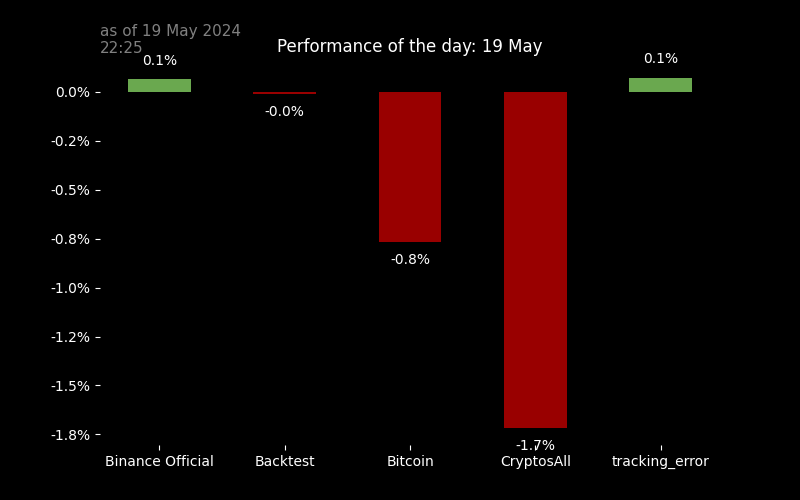 as of 19 May 2024
22:25
Performance of the day: 19 May
0.1%
0.1%
0.0%
-0.0%
-0.2%
-0.5%
-0.8%
-0.8%
-1.0%
-1.2%
-1.5%
-1.8%
-1.7%
Binance Official
Backtest
Bitcoin
CryptosAll
tracking_error